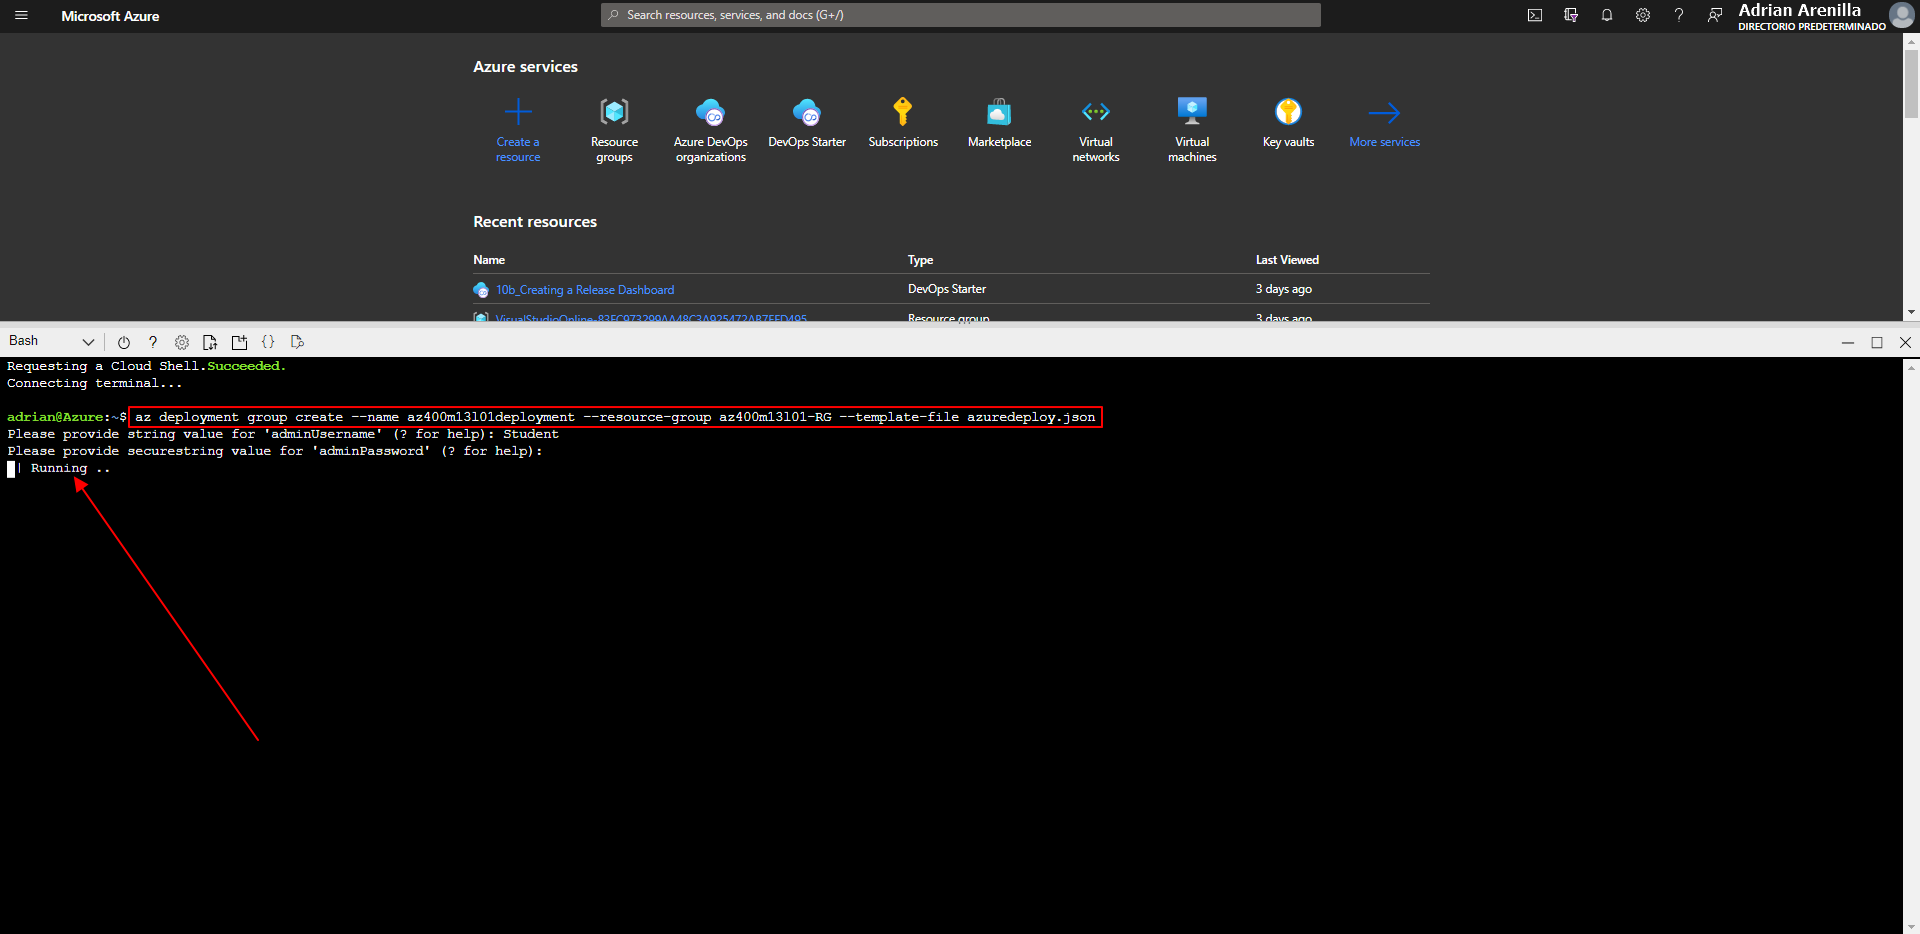 Microsoft Azure
Search resources, services, and docs (G+/)
Adrian Arenilla
DIRECTORIO PREDETERMINADO
Azure services
Create a resource
Resource groups
Azure DevOps organizations
DevOps Starter
Subscriptions
Marketplace
Virtual networks
Virtual machines
Key vaults
More services
Recent resources
Name Type Last Viewed
10b_Creating a Release Dashboard DevOps Starter 3 days ago
VisualStudioOnline-83FC973299AA48C3A925472AB7FFD495 Resource group 3 days ago
Bash
Requesting a Cloud Shell.Succeeded.
Connecting terminal...
adrian@Azure:~$ az deployment group create --name az400m13l01deployment --resource-group az400m13l01-RG --template-file azuredeploy.json
Please provide string value for 'adminUsername' (? for help): Student
Please provide securestring value for 'adminPassword' (? for help):
| Running ..